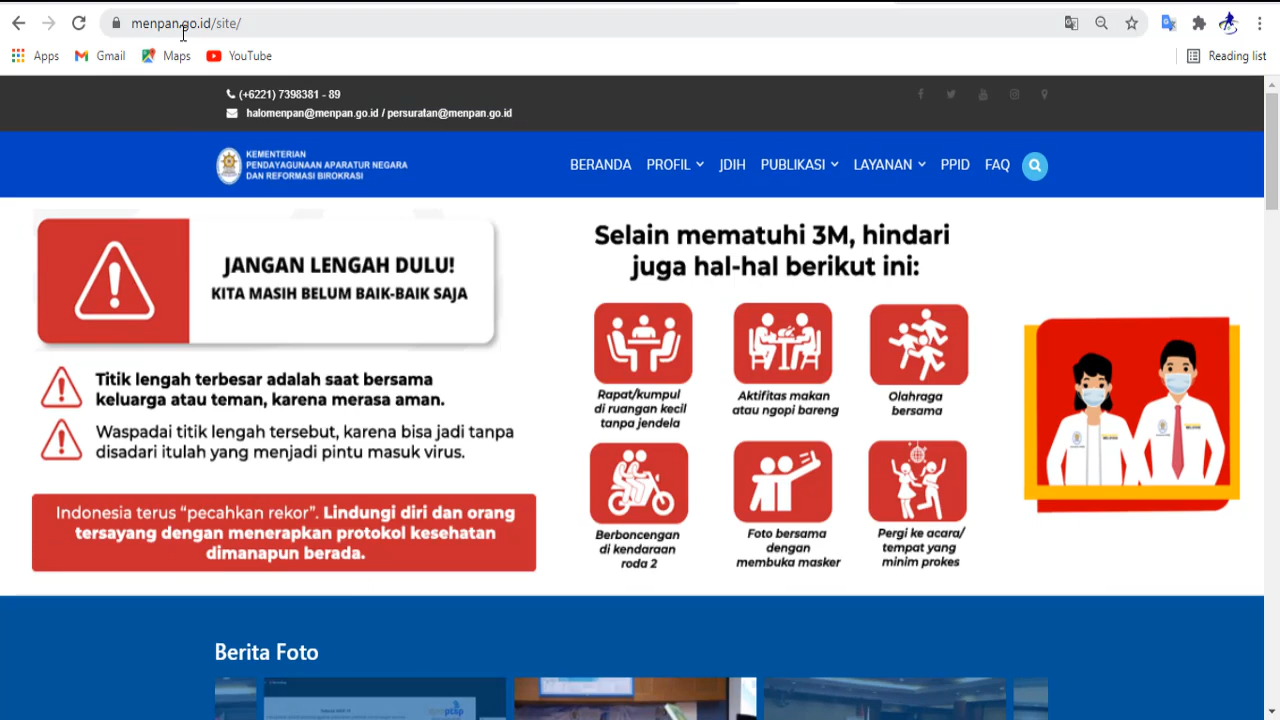 menpan.go.id/site/
Apps
Gmail
Maps
YouTube
Reading list
(+6221) 7398381 - 89
halomenpan@menpan.go.id / persuratan@menpan.go.id
KEMENTERIAN
PENDAYAGUNAAN APARATUR NEGARA
DAN REFORMASI BIROKRASI
BERANDA
PROFIL
JDIH
PUBLIKASI
LAYANAN
PPID
FAQ
JANGAN LENGAH DULU!
KITA MASIH BELUM BAIK-BAIK SAJA
Titik lengah terbesar adalah saat bersama
keluarga atau teman, karena merasa aman.
Waspadai titik lengah tersebut, karena bisa jadi tanpa
disadari itulah yang menjadi pintu masuk virus.
Indonesia terus “pecahkan rekor”. Lindungi diri dan orang
tersayang dengan menerapkan protokol kesehatan
dimanapun berada.
Selain mematuhi 3M, hindari
juga hal-hal berikut ini:
Rapat/kumpul
di ruangan kecil
tanpa jendela
Aktifitas makan
atau ngopi bareng
Olahraga
bersama
Berboncengan
di kendaraan
roda 2
Foto bersama
dengan
membuka masker
Pergi ke acara/
tempat yang
minim prokes
Berita Foto